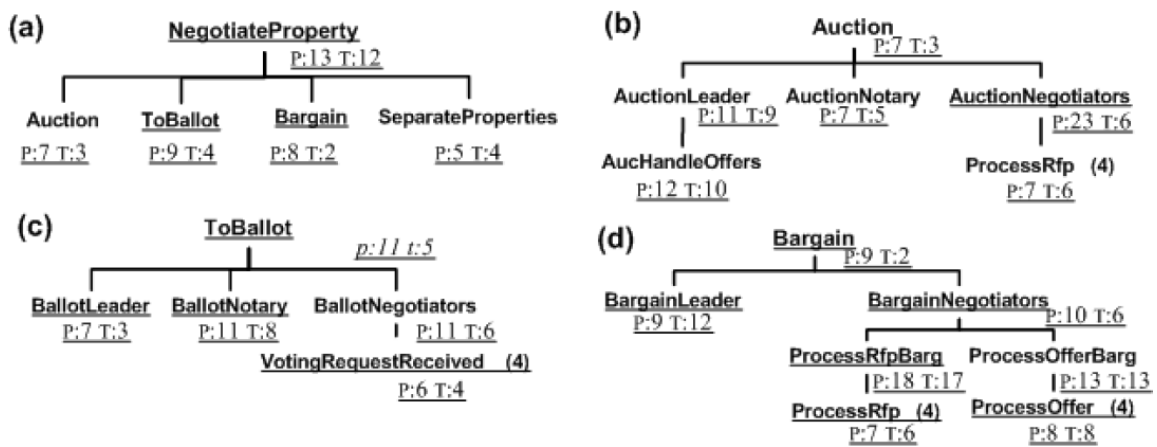 (a)
NegotiateProperty
P:13 T:12
Auction ToBallot Bargain SeparateProperties
P:7 T:3 P:9 T:4 P:8 T:2 P:5 T:4
(b)
Auction
P:7 T:3
AuctionLeader AuctionNotary AuctionNegotiators
P:11 T:9 P:7 T:5 P:23 T:6
AucHandleOffers ProcessRfp (4)
P:12 T:10 P:7 T:6
(c)
ToBallot
p:11 t:5
BallotLeader BallotNotary BallotNegotiators
P:7 T:3 P:11 T:8 P:11 T:6
VotingRequestReceived (4)
P:6 T:4
(d)
Bargain
P:9 T:2
BargainLeader BargainNegotiators
P:9 T:12 P:10 T:6
ProcessRfpBarg ProcessOfferBarg
P:18 T:17 P:13 T:13
ProcessRfp (4) ProcessOffer (4)
P:7 T:6 P:8 T:8